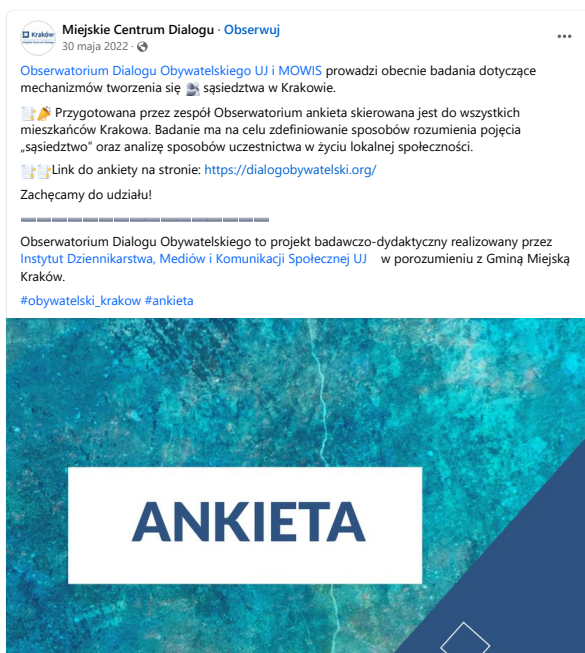 Kraków
Miejskie Centrum Dialogu · Obserwuj
30 maja 2022 ·
Obserwatorium Dialogu Obywatelskiego UJ i MOWIS prowadzi obecnie badania dotyczące
mechanizmów tworzenia się sąsiedztwa w Krakowie.
Przygotowana przez zespół Obserwatorium ankieta skierowana jest do wszystkich
mieszkańców Krakowa. Badanie ma na celu zdefiniowanie sposobów rozumienia pojęcia
„sąsiedztwo” oraz analizę sposobów uczestnictwa w życiu lokalnej społeczności.
Link do ankiety na stronie: https://dialogobywatelski.org/
Zachęcamy do udziału!
Obserwatorium Dialogu Obywatelskiego to projekt badawczo-dydaktyczny realizowany przez
Instytut Dziennikarstwa, Mediów i Komunikacji Społecznej UJ w porozumieniu z Gminą Miejską
Kraków.
#obywatelski_krakow #ankieta
ANKIETA